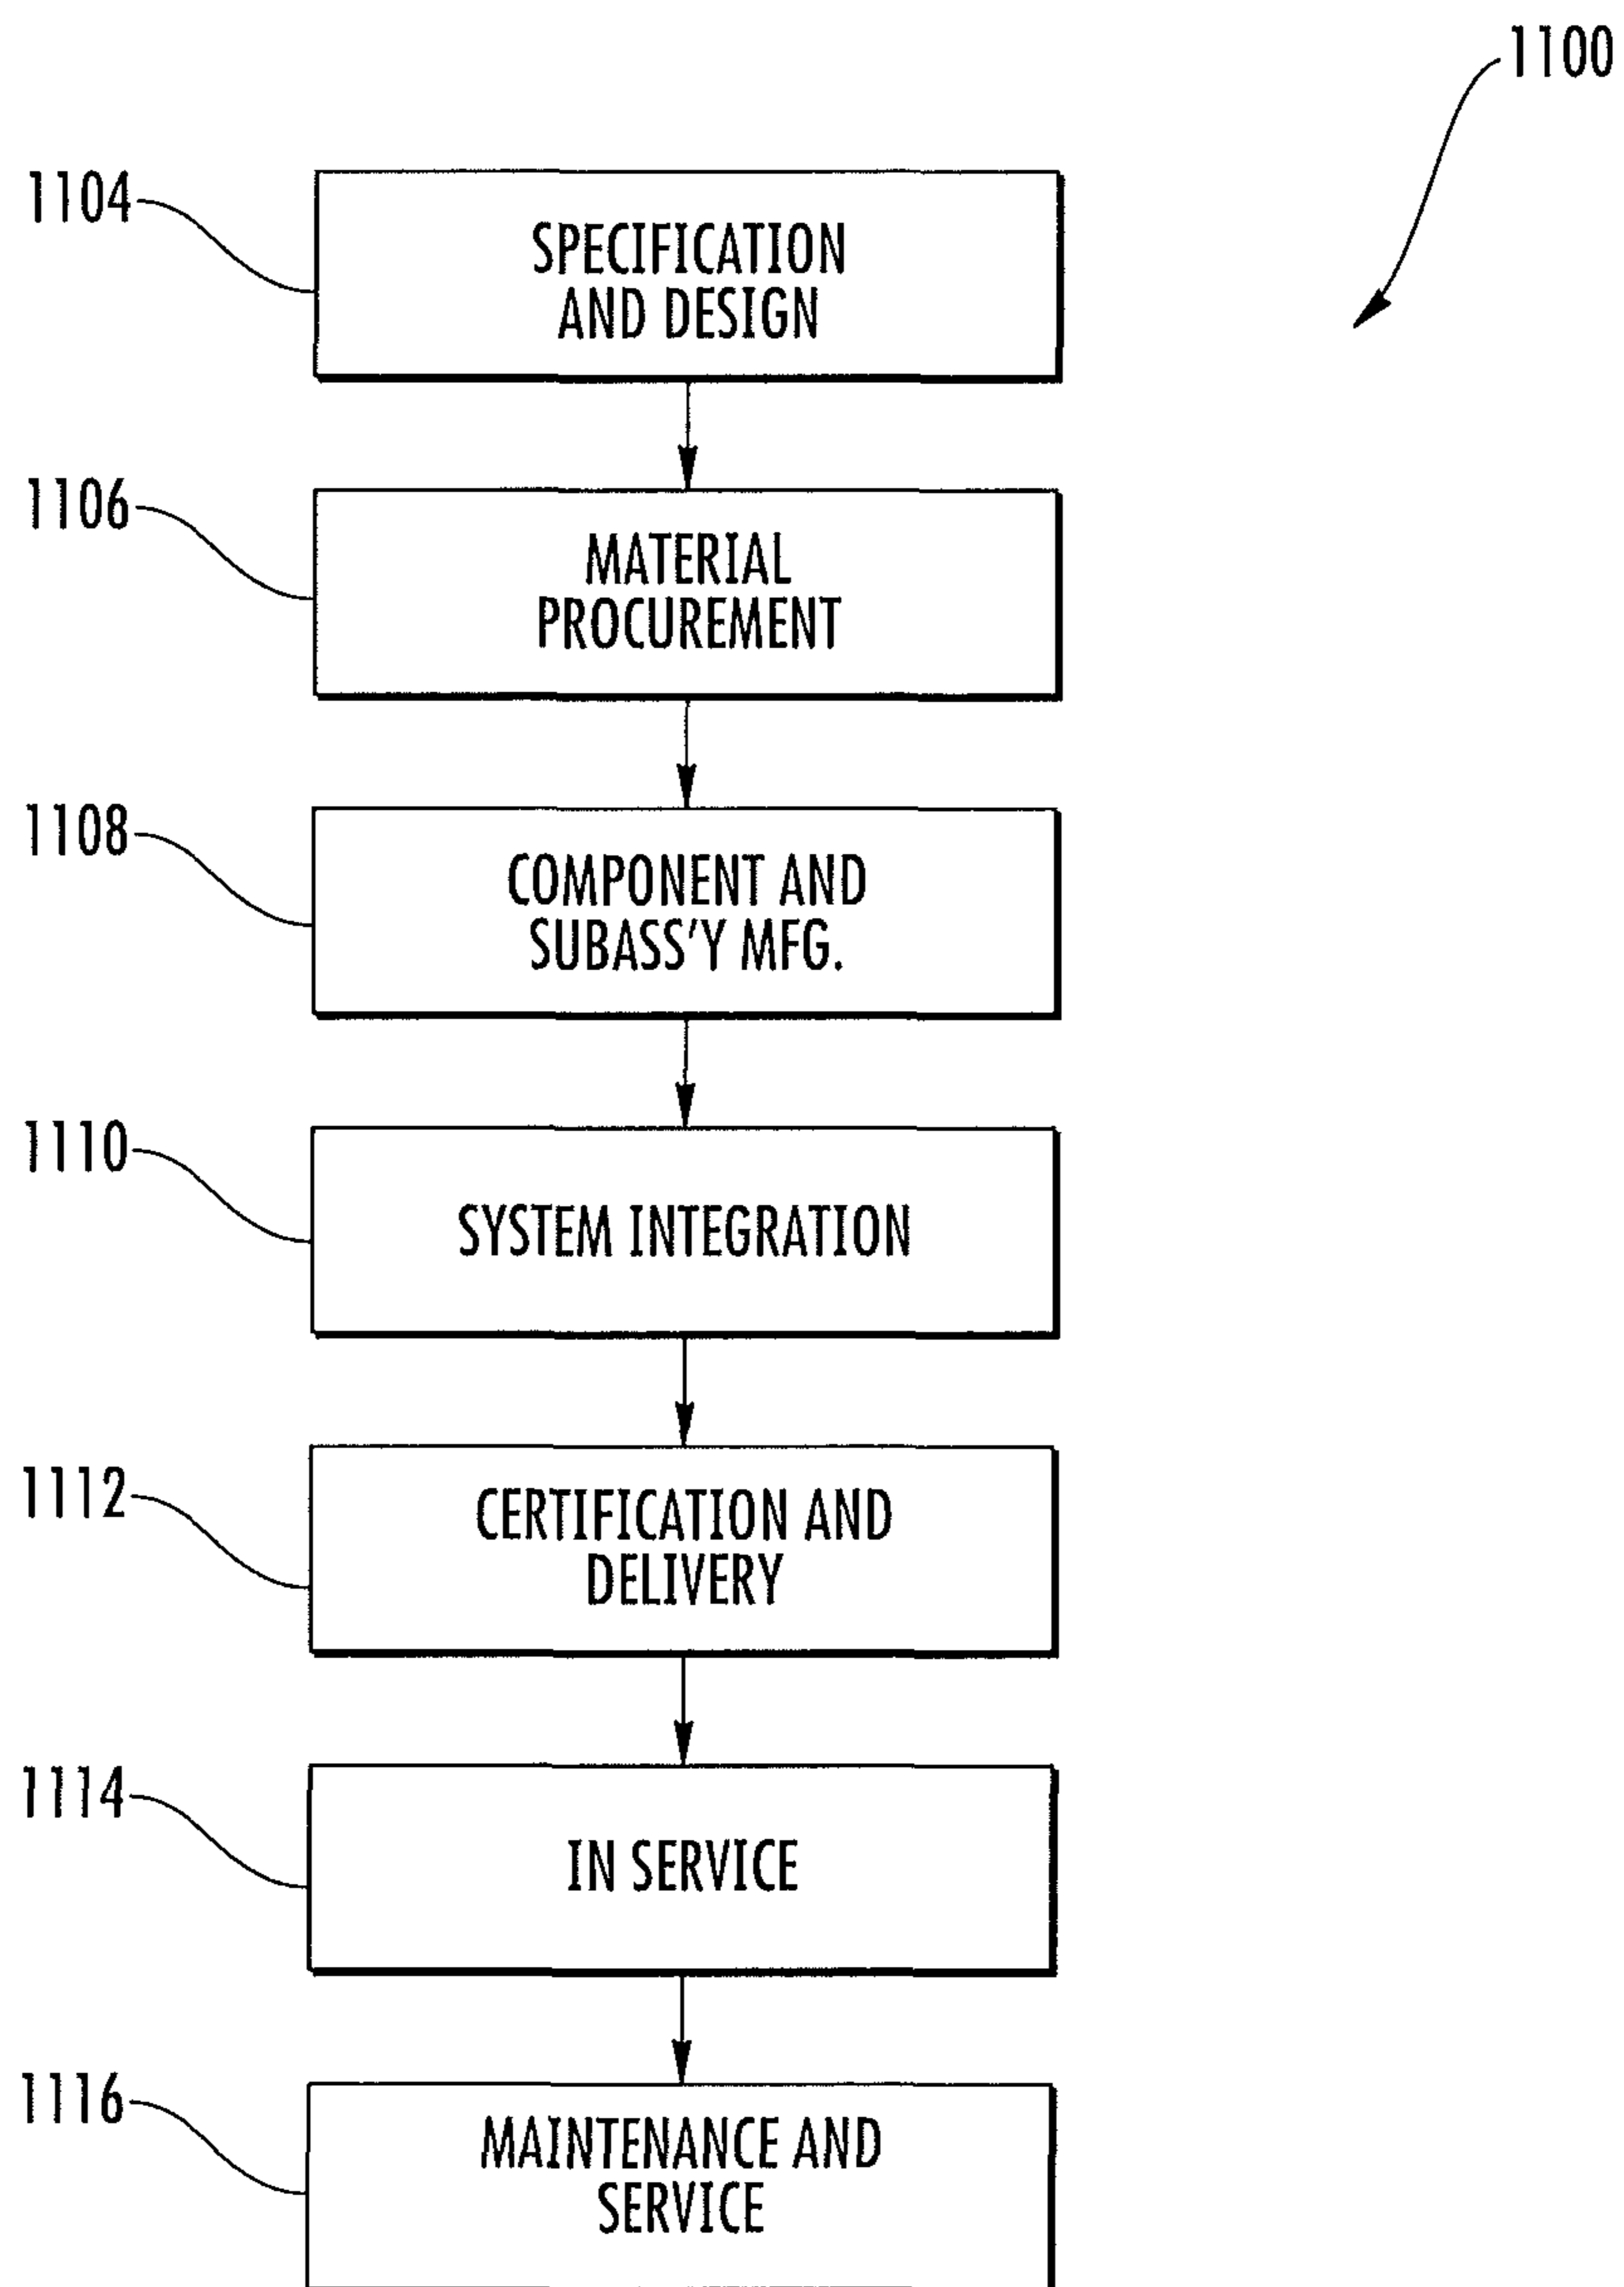 1100
1104
SPECIFICATION
AND DESIGN
1106
MATERIAL
PROCUREMENT
1108
COMPONENT AND
SUBASS'Y MFG.
1110
SYSTEM INTEGRATION
1112
CERTIFICATION AND
DELIVERY
1114
IN SERVICE
1116
MAINTENANCE AND
SERVICE